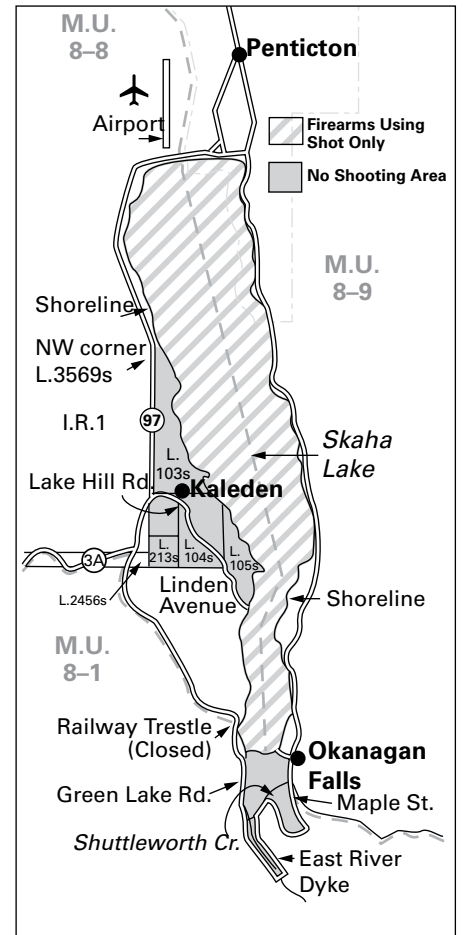 M.U.
8–8
Penticton
Airport
Firearms Using
Shot Only
No Shooting Area
M.U.
8–9
Shoreline
NW corner
L.3569s
I.R.1
97
Skaha
Lake
L.
103s
Lake Hill Rd.
Kaleden
L.
213s
L.
104s
L.
105s
3A
L.2456s
Linden
Avenue
Shoreline
M.U.
8–1
Railway Trestle
(Closed)
Okanagan
Falls
Green Lake Rd.
Maple St.
Shuttleworth Cr.
East River
Dyke